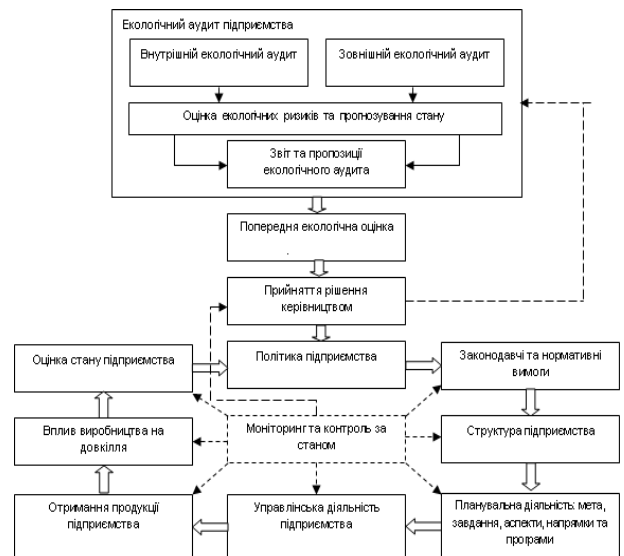 Екологічний аудит підприємства
Внутрішній екологічний аудит
Зовнішній екологічний аудит
Оцінка екологічних ризиків та прогнозування стану
Звіт та пропозиції
екологічного аудита
Попередня екологічна оцінка
.
Прийняття рішення
керівництвом
Оцінка стану підприємства
Політика підприємства
Законодавчі та нормативні
вимоги
Вплив виробництва на
довкілля
Моніторинг та контроль за
станом
Структура підприємства
Отримання продукції
підприємства
Управлінська діяльність
підприємства
Планувальна діяльність: мета,
завдання, аспекти, напрямки та
програми